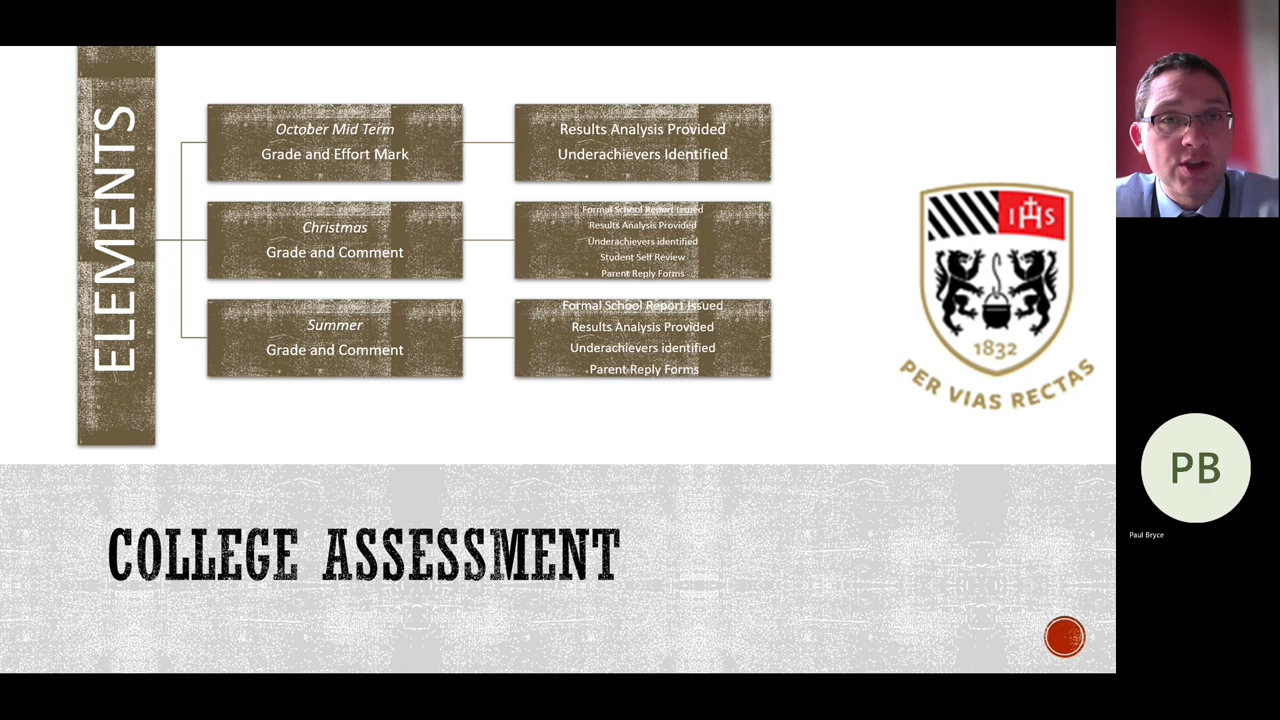 ELEMENTS
October Mid Term
Grade and Effort Mark
Results Analysis Provided
Underachievers Identified
Christmas
Grade and Comment
Formal School Report Issued
Results Analysis Provided
Underachievers identified
Student Self Review
Parent Reply Forms
Summer
Grade and Comment
Formal School Report Issued
Results Analysis Provided
Underachievers identified
Parent Reply Forms
IHS
1832
PER VIAS RECTAS
COLLEGE ASSESSMENT
PB
Paul Bryce